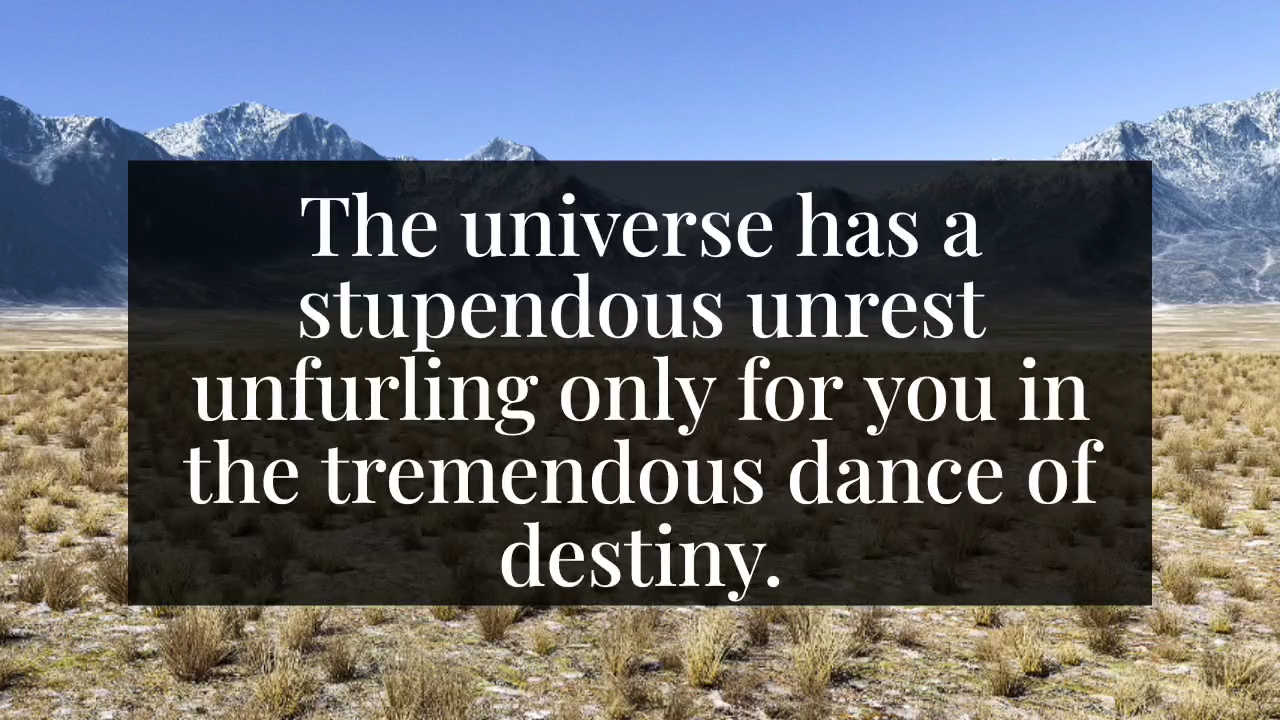 The universe has a
stupendous unrest
unfurling only for you in
the tremendous dance of
destiny.